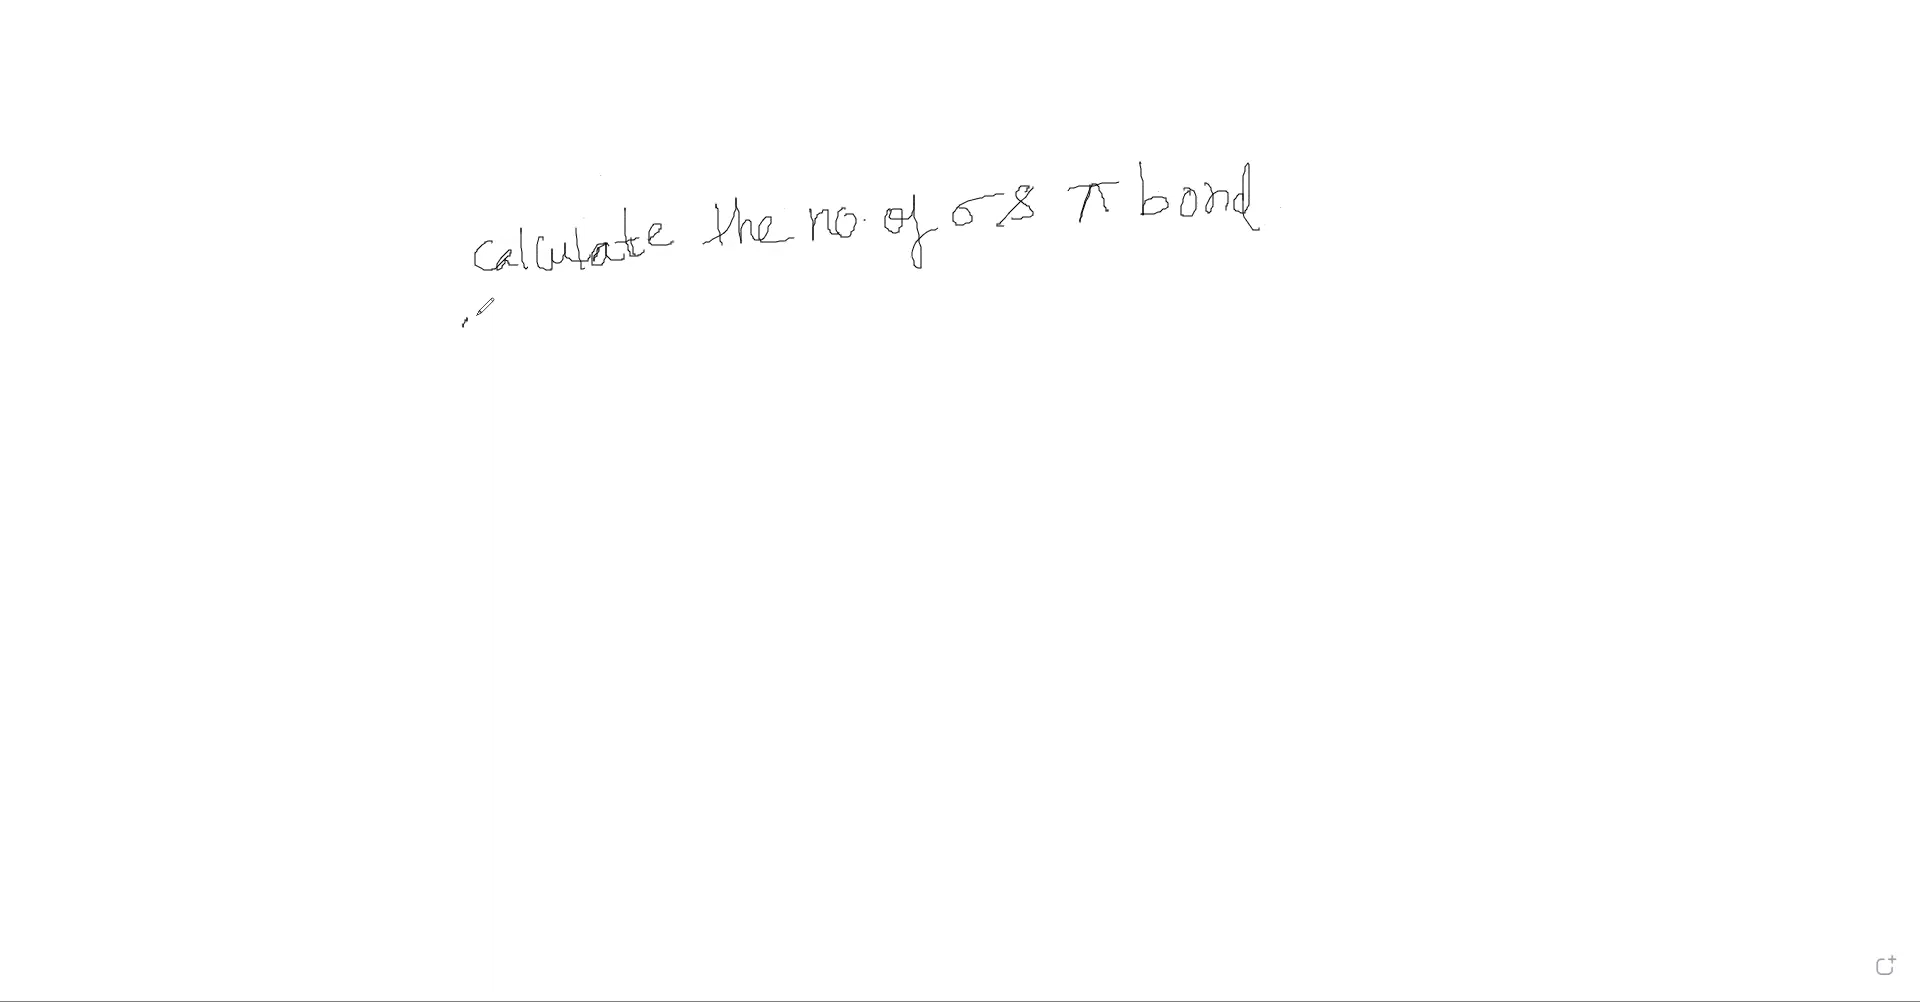 calculate the no. of σ & π bond